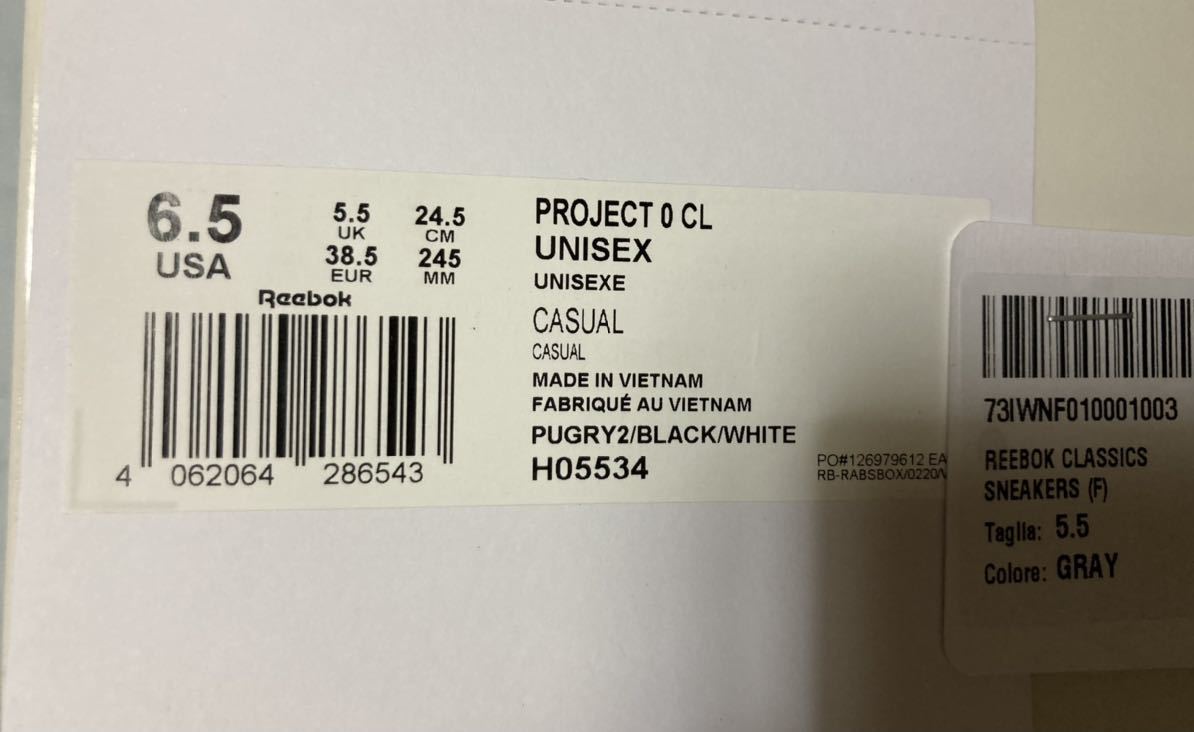 6.5
USA
5.5
UK
38.5
EUR
24.5
CM
245
MM
Reebok
4 062064 286543
PROJECT 0 CL
UNISEX
UNISEXE
CASUAL
CASUAL
MADE IN VIETNAM
FABRIQUÉ AU VIETNAM
PUGRY2/BLACK/WHITE
H05534
PO#126979612 EA
RB-RABSBOX/0220/
73IWNF010001003
REEBOK CLASSICS
SNEAKERS (F)
Taglia: 5.5
Colore: GRAY